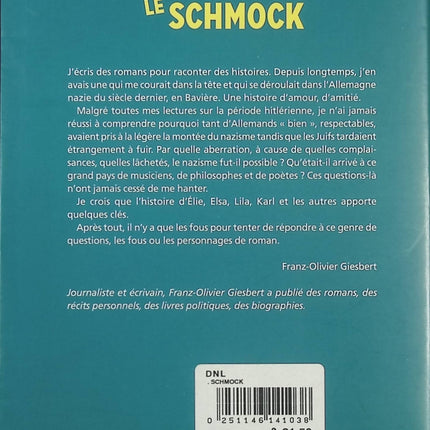 LE
SCHMOCK
J'écris des romans pour raconter des histoires. Depuis longtemps, j'en
avais une qui me courait dans la tête et qui se déroulait dans l'Allemagne
nazie du siècle dernier, en Bavière. Une histoire d'amour, d'amitié.
Malgré toutes mes lectures sur la période hitlérienne, je n'ai jamais
réussi à comprendre pourquoi tant d'Allemands « bien », respectables,
avaient pris à la légère la montée du nazisme tandis que les Juifs tardaient
étrangement à fuir. Par quelle aberration, à cause de quelles complai-
sances, quelles lâchetés, le nazisme fut-il possible ? Qu'était-il arrivé à ce
grand pays de musiciens, de philosophes et de poètes ? Ces questions-là
n'ont jamais cessé de me hanter.
Je crois que l'histoire d'Élie, Elsa, Lila, Karl et les autres apporte
quelques clés.
Après tout, il n'y a que les fous pour tenter de répondre à ce genre de
questions, les fous ou les personnages de roman.
Franz-Olivier Giesbert
Journaliste et écrivain, Franz-Olivier Giesbert a publié des romans, des
récits personnels, des livres politiques, des biographies.
DNL
. SCHMOCK
0 251146 141038